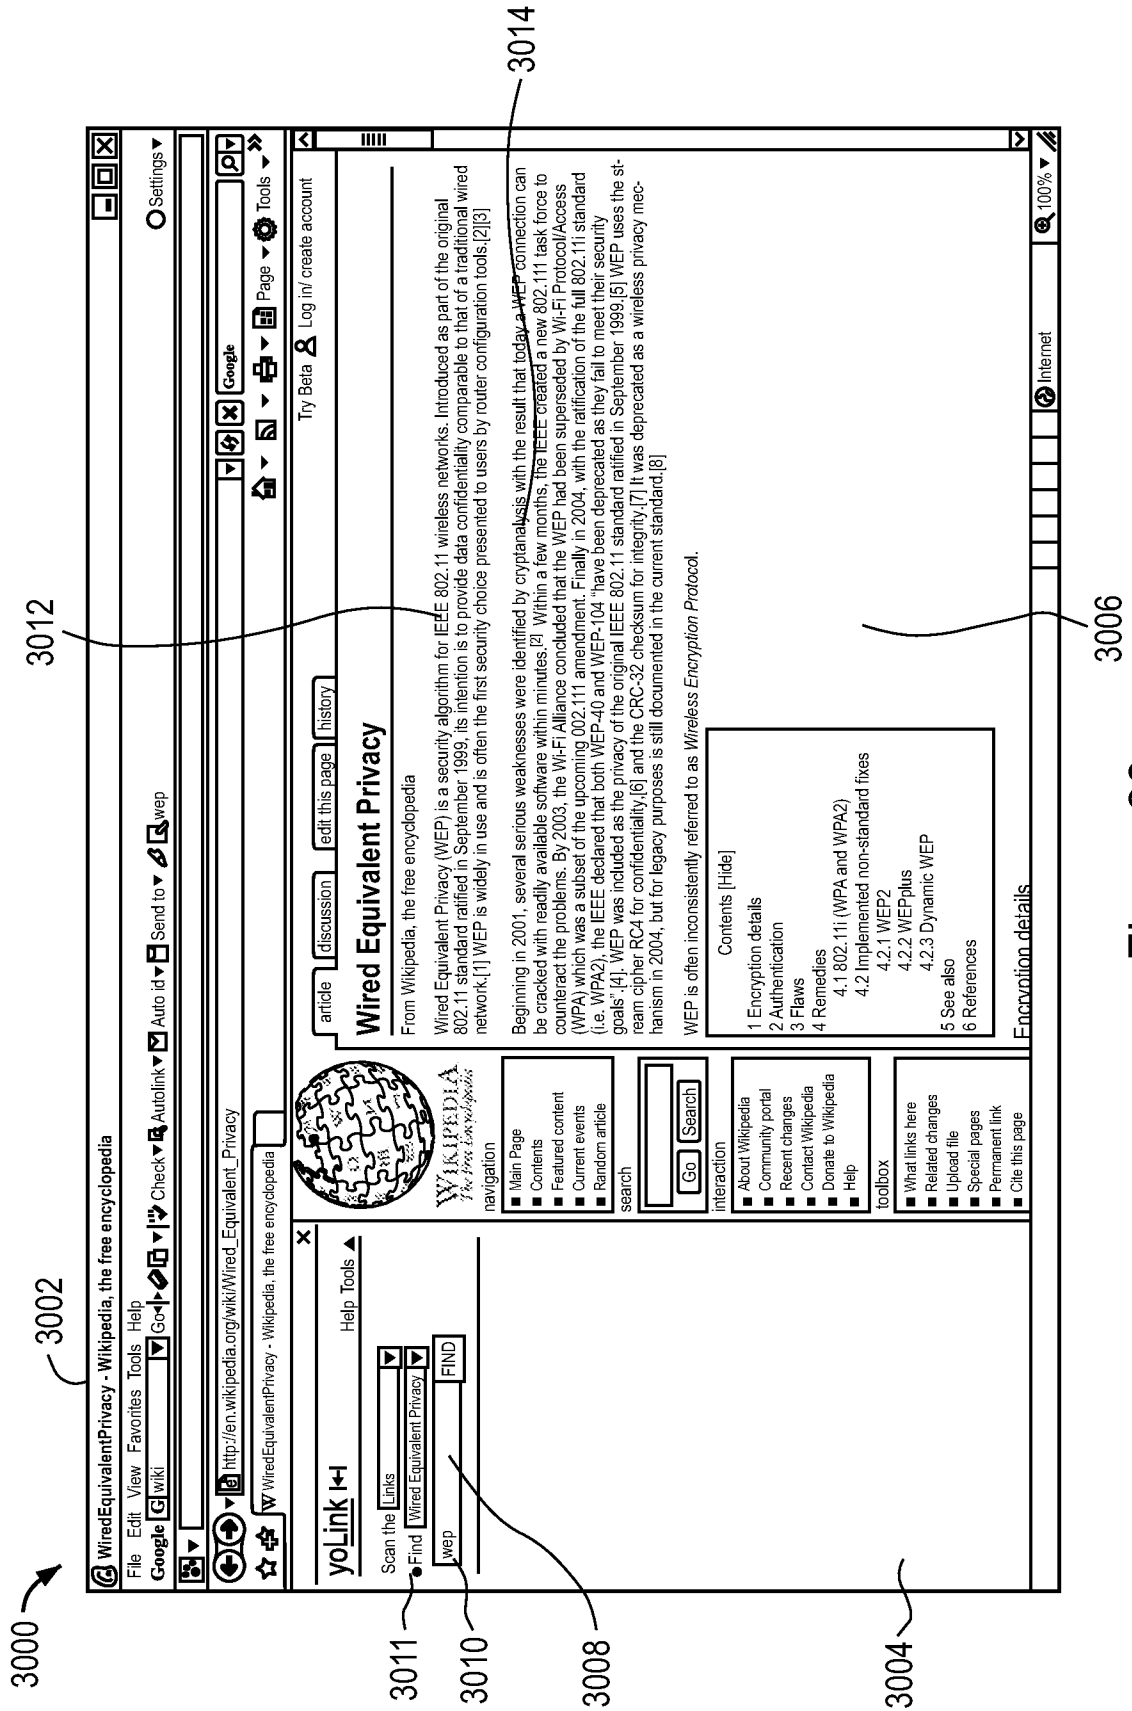 3000
3002
WiredEquivalentPrivacy - Wikipedia, the free encyclopedia
File Edit View Favorites Tools Help
Google G wiki Go Check Autolink Auto id Send to wep Settings
http://en.wikipedia.org/wiki/Wired_Equivalent_Privacy Google
W WiredEquivalentPrivacy - Wikipedia, the free encyclopedia Page Tools »
yoLink
Help Tools
Scan the Links
Find Wired Equivalent Privacy
wep FIND
3011
3010
3008
3004
WIKIPEDIA
The Free Encyclopedia
navigation
Main Page
Contents
Featured content
Current events
Random article
search
Go Search
interaction
About Wikipedia
Community portal
Recent changes
Contact Wikipedia
Donate to Wikipedia
Help
toolbox
What links here
Related changes
Upload file
Special pages
Permanent link
Cite this page
Try Beta Log in/ create account
article discussion edit this page history
Wired Equivalent Privacy
From Wikipedia, the free encyclopedia
Wired Equivalent Privacy (WEP) is a security algorithm for IEEE 802.11 wireless networks. Introduced as part of the original
802.11 standard ratified in September 1999, its intention is to provide data confidentiality comparable to that of a traditional wired
network.[1] WEP is widely in use and is often the first security choice presented to users by router configuration tools.[2][3]
Beginning in 2001, several serious weaknesses were identified by cryptanalysis with the result that today a WEP connection can
be cracked with readily available software within minutes.[2] Within a few months, the IEEE created a new 802.111 task force to
counteract the problems. By 2003, the Wi-Fi Alliance concluded that the WEP had been superseded by Wi-Fi Protocol/Access
(WPA) which was a subset of the upcoming 002.111 amendment. Finally in 2004, with the ratification of the full 802.11i standard
(i.e. WPA2), the IEEE declared that both WEP-40 and WEP-104 "have been deprecated as they fail to meet their security
goals".[4]. WEP was included as the privacy of the original IEEE 802.11 standard ratified in September 1999.[5] WEP uses the st-
ream cipher RC4 for confidentiality,[6] and the CRC-32 checksum for integrity.[7] It was deprecated as a wireless privacy mec-
hanism in 2004, but for legacy purposes is still documented in the current standard.[8]
WEP is often inconsistently referred to as Wireless Encryption Protocol.
Contents [Hide]
1 Encryption details
2 Authentication
3 Flaws
4 Remedies
4.1 802.11i (WPA and WPA2)
4.2 Implemented non-standard fixes
4.2.1 WEP2
4.2.2 WEPplus
4.2.3 Dynamic WEP
5 See also
6 References
Encryption details
Internet 100%
3012
3014
3006